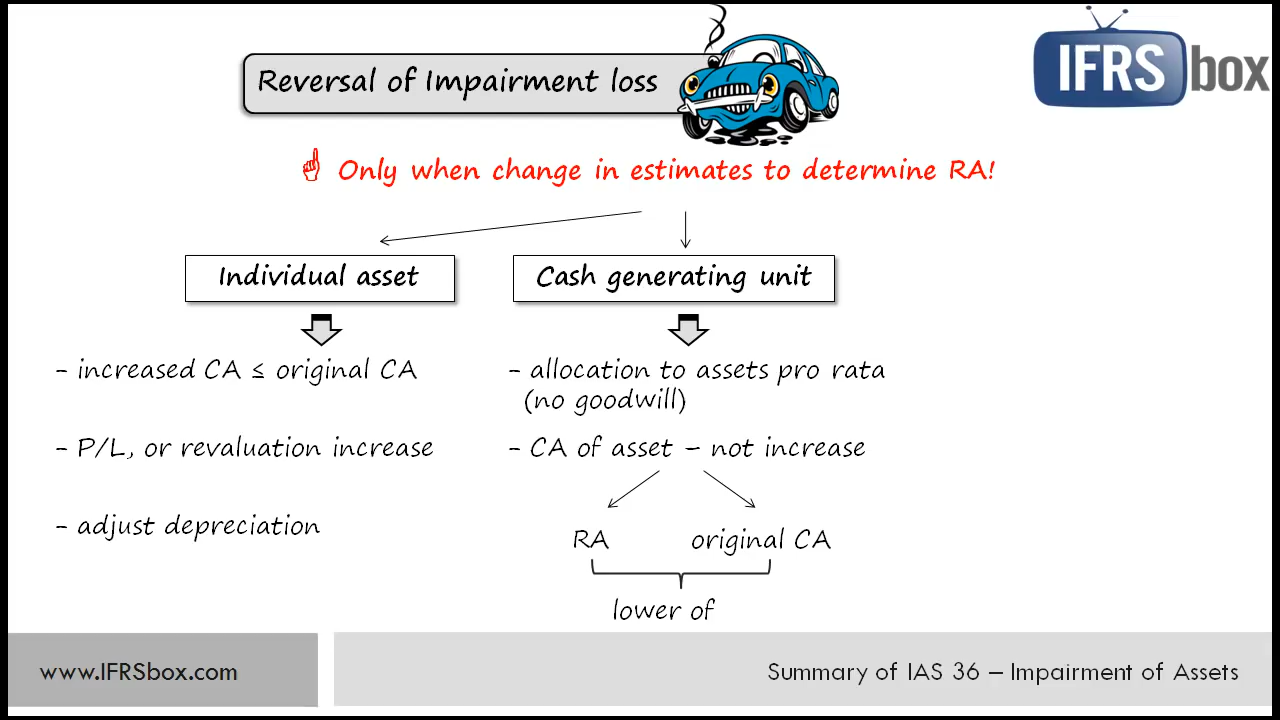 Reversal of Impairment loss
IFRS box
☝ Only when change in estimates to determine RA!
Individual asset
Cash generating unit
- increased CA ≤ original CA
- P/L, or revaluation increase
- adjust depreciation
- allocation to assets pro rata
(no goodwill)
- CA of asset – not increase
RA
original CA
lower of
www.IFRSbox.com
Summary of IAS 36 – Impairment of Assets